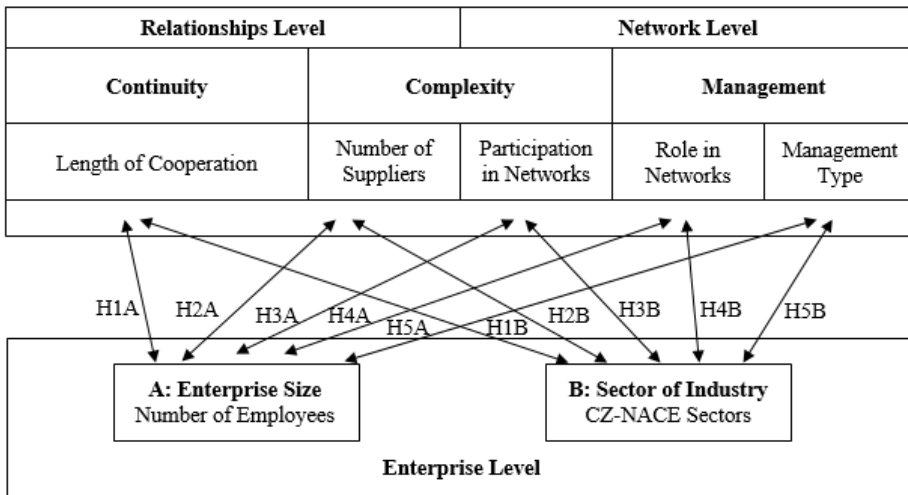 Relationships Level
Network Level
Continuity
Complexity
Management
Length of Cooperation
Number of
Suppliers
Participation
in Networks
Role in
Networks
Management
Type
H1A
H2A
H3A
H4A
H5A
H1B
H2B
H3B
H4B
H5B
A: Enterprise Size
Number of Employees
B: Sector of Industry
CZ-NACE Sectors
Enterprise Level